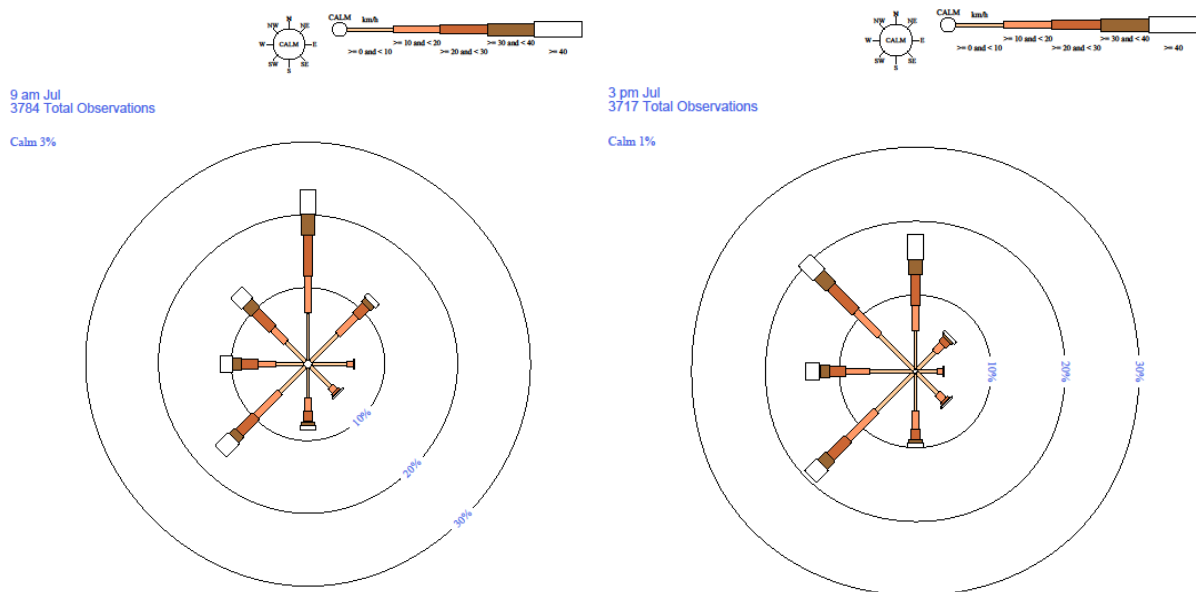 N
NW NE
W CALM E
SW SE
S
CALM km/h
>= 10 and < 20 >= 30 and < 40
>= 0 and < 10 >= 20 and < 30 >= 40
9 am Jul
3784 Total Observations
Calm 3%
10%
20%
30%
N
NW NE
W CALM E
SW SE
S
CALM km/h
>= 10 and < 20 >= 30 and < 40
>= 0 and < 10 >= 20 and < 30 >= 40
3 pm Jul
3717 Total Observations
Calm 1%
10%
20%
30%